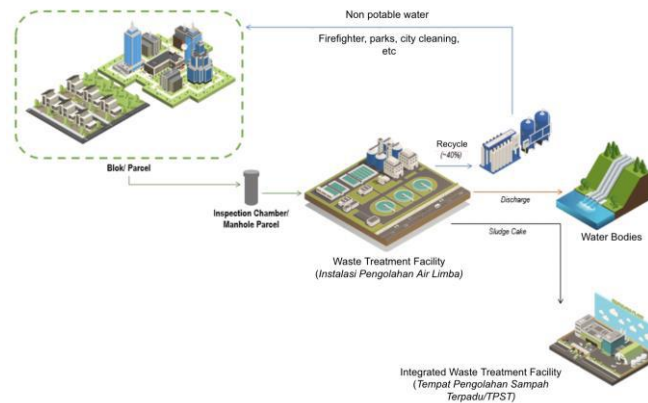 Non potable water
Firefighter, parks, city cleaning,
etc
Blok/ Parcel
Inspection Chamber/
Manhole Parcel
Recycle
(~40%)
Discharge
Sludge Cake
Water Bodies
Waste Treatment Facility
(Instalasi Pengolahan Air Limba)
Integrated Waste Treatment Facility
(Tempat Pengolahan Sampah
Terpadu/TPST)